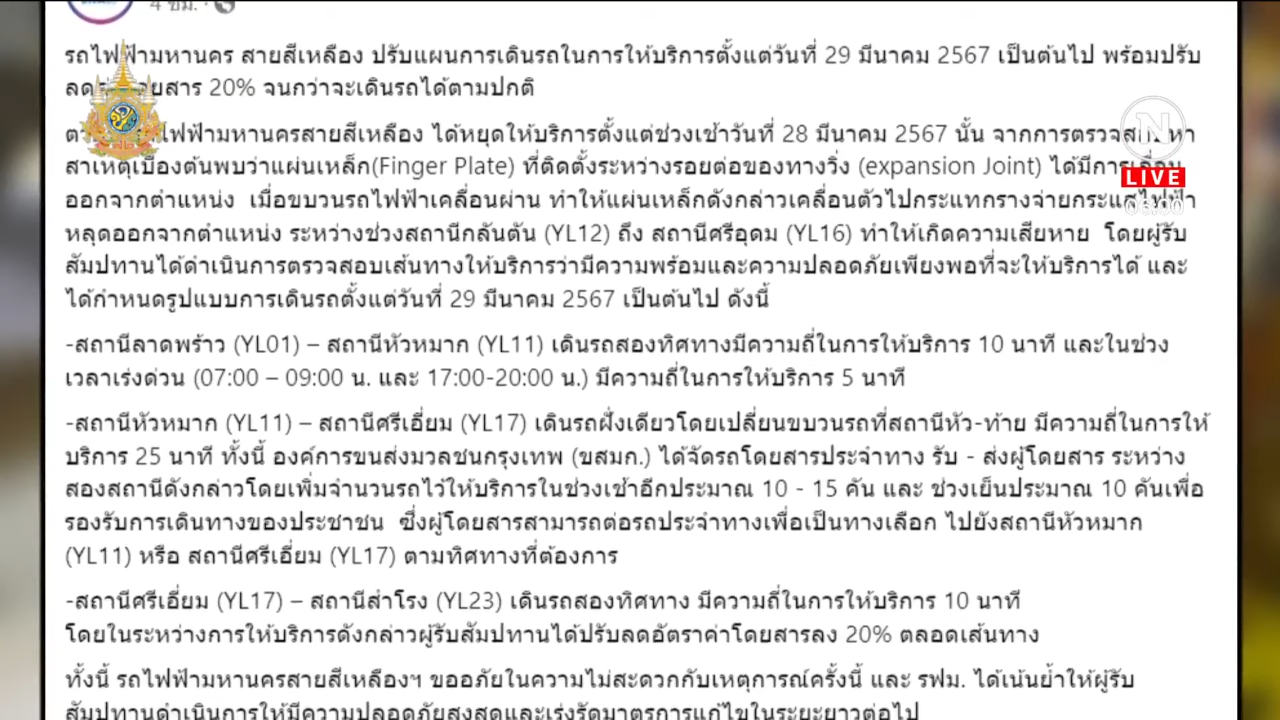 4 ชม.
รถไฟฟ้ามหานคร สายสีเหลือง ปรับแผนการเดินรถในการให้บริการตั้งแต่วันที่ 29 มีนาคม 2567 เป็นต้นไป พร้อมปรับ
ลด โดยสาร 20% จนกว่าจะเดินรถได้ตามปกติ
รถไฟฟ้ามหานครสายสีเหลือง ได้หยุดให้บริการตั้งแต่ช่วงเช้าวันที่ 28 มีนาคม 2567 นั้น จากการตรวจสอบหา
สาเหตุเบื้องต้นพบว่าแผ่นเหล็ก(Finger Plate) ที่ติดตั้งระหว่างรอยต่อของทางวิ่ง (expansion Joint) ได้มีการเลื่อน
LIVE
ออกจากตำแหน่ง เมื่อขบวนรถไฟฟ้าเคลื่อนผ่าน ทำให้แผ่นเหล็กดังกล่าวเคลื่อนตัวไปกระแทกรางจ่ายกระแสไฟฟ้า
หลุดออกจากตำแหน่ง ระหว่างช่วงสถานีกลันตัน (YL12) ถึง สถานีศรีอุดม (YL16) ทำให้เกิดความเสียหาย โดยผู้รับ
สัมปทานได้ดำเนินการตรวจสอบเส้นทางให้บริการว่ามีความพร้อมและความปลอดภัยเพียงพอที่จะให้บริการได้ และ
ได้กำหนดรูปแบบการเดินรถตั้งแต่วันที่ 29 มีนาคม 2567 เป็นต้นไป ดังนี้
-สถานีลาดพร้าว (YL01) – สถานีหัวหมาก (YL11) เดินรถสองทิศทางมีความถี่ในการให้บริการ 10 นาที และในช่วง
เวลาเร่งด่วน (07:00 – 09:00 น. และ 17:00-20:00 น.) มีความถี่ในการให้บริการ 5 นาที
-สถานีหัวหมาก (YL11) – สถานีศรีเอี่ยม (YL17) เดินรถฝั่งเดียวโดยเปลี่ยนขบวนรถที่สถานีหัว-ท้าย มีความถี่ในการให้
บริการ 25 นาที ทั้งนี้ องค์การขนส่งมวลชนกรุงเทพ (ขสมก.) ได้จัดรถโดยสารประจำทาง รับ - ส่งผู้โดยสาร ระหว่าง
สองสถานีดังกล่าวโดยเพิ่มจำนวนรถไว้ให้บริการในช่วงเช้าอีกประมาณ 10 - 15 คัน และ ช่วงเย็นประมาณ 10 คันเพื่อ
รองรับการเดินทางของประชาชน ซึ่งผู้โดยสารสามารถต่อรถประจำทางเพื่อเป็นทางเลือก ไปยังสถานีหัวหมาก
(YL11) หรือ สถานีศรีเอี่ยม (YL17) ตามทิศทางที่ต้องการ
-สถานีศรีเอี่ยม (YL17) – สถานีสำโรง (YL23) เดินรถสองทิศทาง มีความถี่ในการให้บริการ 10 นาที
โดยในระหว่างการให้บริการดังกล่าวผู้รับสัมปทานได้ปรับลดอัตราค่าโดยสารลง 20% ตลอดเส้นทาง
ทั้งนี้ รถไฟฟ้ามหานครสายสีเหลืองฯ ขออภัยในความไม่สะดวกกับเหตุการณ์ครั้งนี้ และ รฟม. ได้เน้นย้ำให้ผู้รับ
สัมปทานดำเนินการให้มีความปลอดภัยสูงสุดและเร่งรัดมาตรการแก้ไขในระยะยาวต่อไป